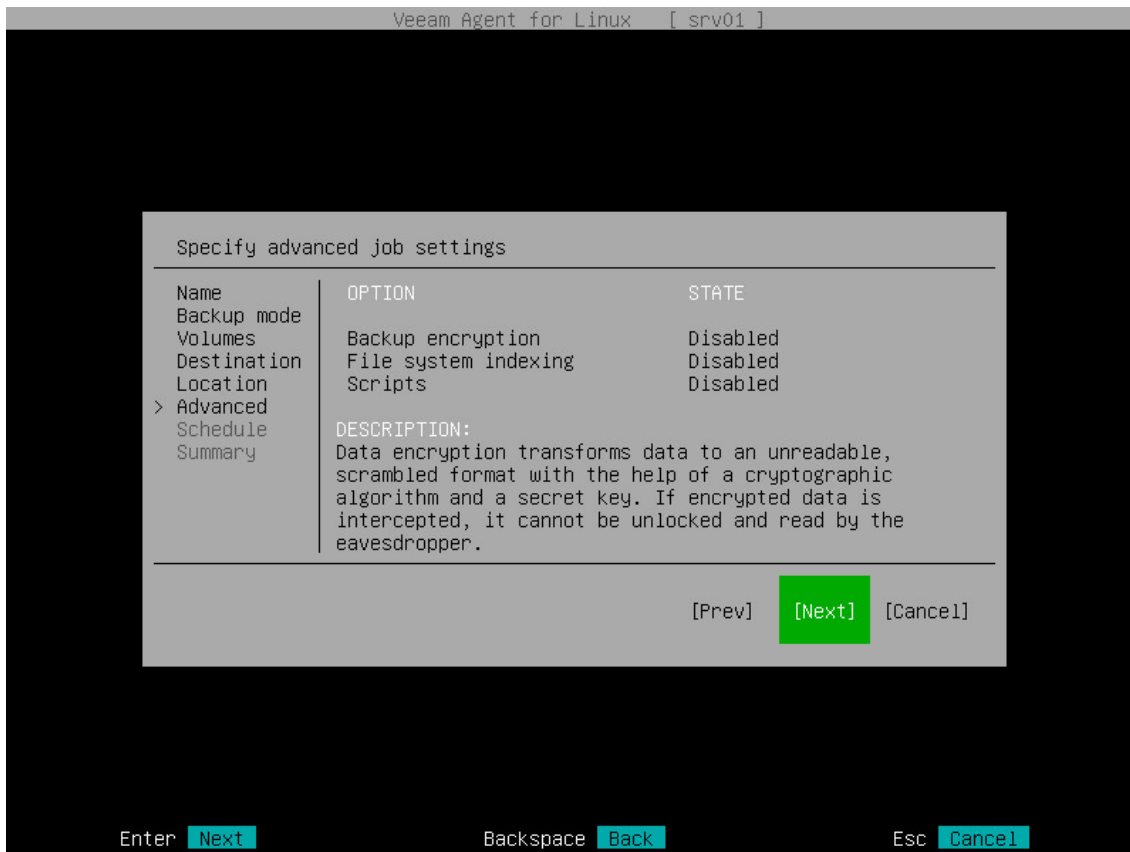 Veeam Agent for Linux [ srv01 ]
Specify advanced job settings
Name
Backup mode
Volumes
Destination
Location
> Advanced
Schedule
Summary
OPTION STATE
Backup encryption Disabled
File system indexing Disabled
Scripts Disabled
DESCRIPTION:
Data encryption transforms data to an unreadable,
scrambled format with the help of a cryptographic
algorithm and a secret key. If encrypted data is
intercepted, it cannot be unlocked and read by the
eavesdropper.
[Prev] [Next] [Cancel]
Enter Next Backspace Back Esc Cancel